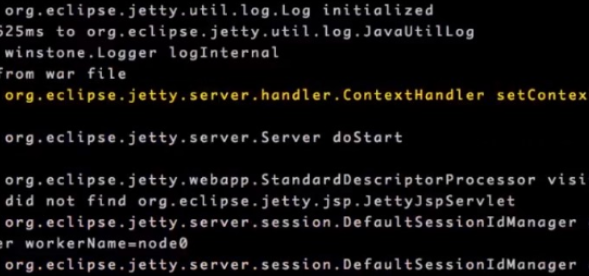 org.eclipse.jetty.util.log.Log initialized
625ms to org.eclipse.jetty.util.log.JavaUtilLog
winstone.Logger logInternal
from war file
org.eclipse.jetty.server.handler.ContextHandler setContex
org.eclipse.jetty.server.Server doStart
org.eclipse.jetty.webapp.StandardDescriptorProcessor visi
did not find org.eclipse.jetty.jsp.JettyJspServlet
org.eclipse.jetty.server.session.DefaultSessionIdManager
er workerName=node0
org.eclipse.jetty.server.session.DefaultSessionIdManager